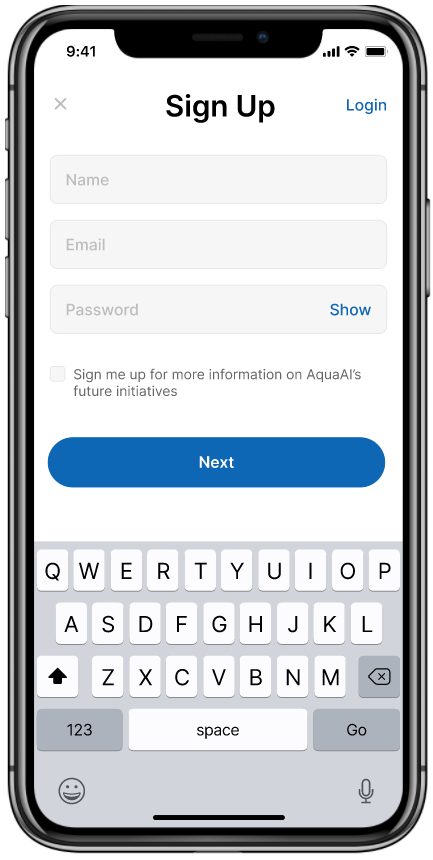 9:41
Sign Up
Login
Name
Email
Password
Show
Sign me up for more information on AquaAI's
future initiatives
Next
Q W E R T Y U I O P
A S D F G H J K L
Z X C V B N M
123 space Go